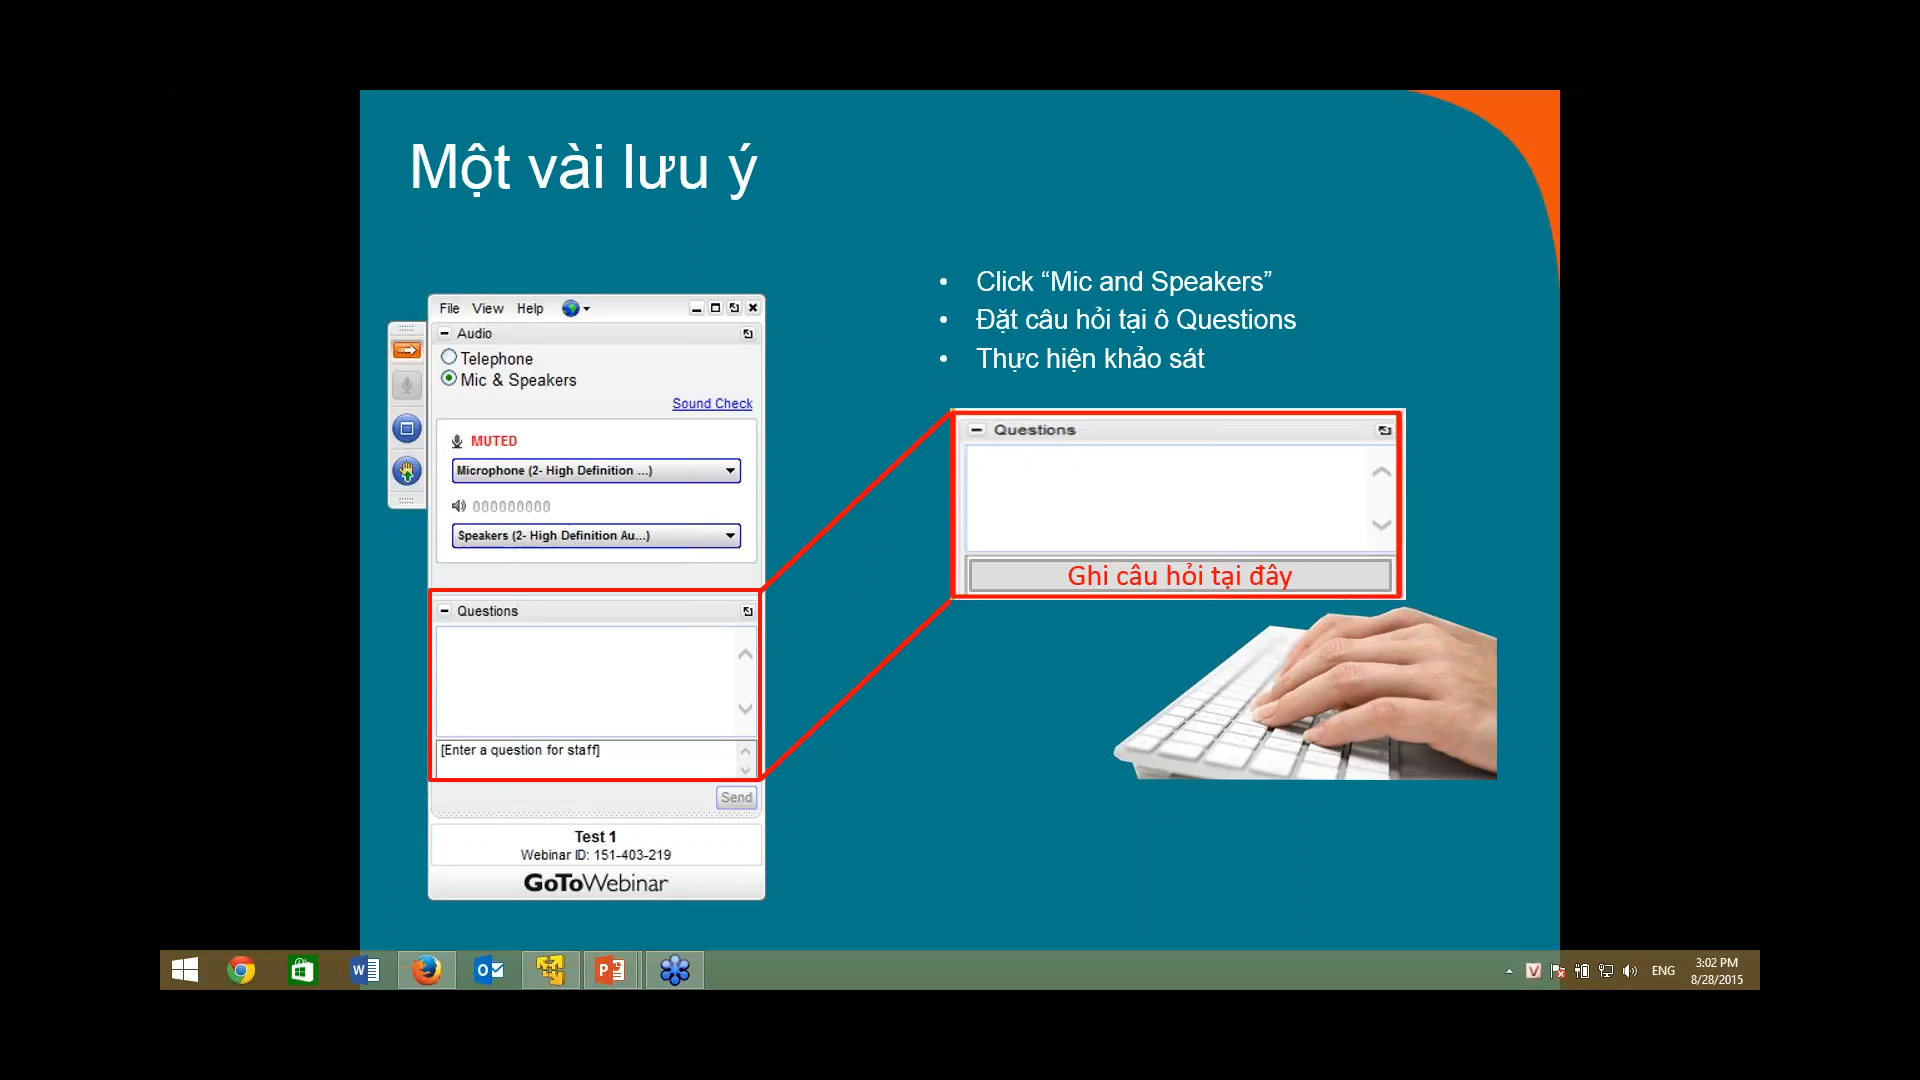 Một vài lưu ý
• Click “Mic and Speakers”
• Đặt câu hỏi tại ô Questions
• Thực hiện khảo sát
File View Help
Audio
Telephone
Mic & Speakers
Sound Check
MUTED
Microphone (2- High Definition ...)
000000000
Speakers (2- High Definition Au...)
Questions
[Enter a question for staff]
Send
Test 1
Webinar ID: 151-403-219
GoToWebinar
Questions
Ghi câu hỏi tại đây
ENG
3:02 PM
8/28/2015